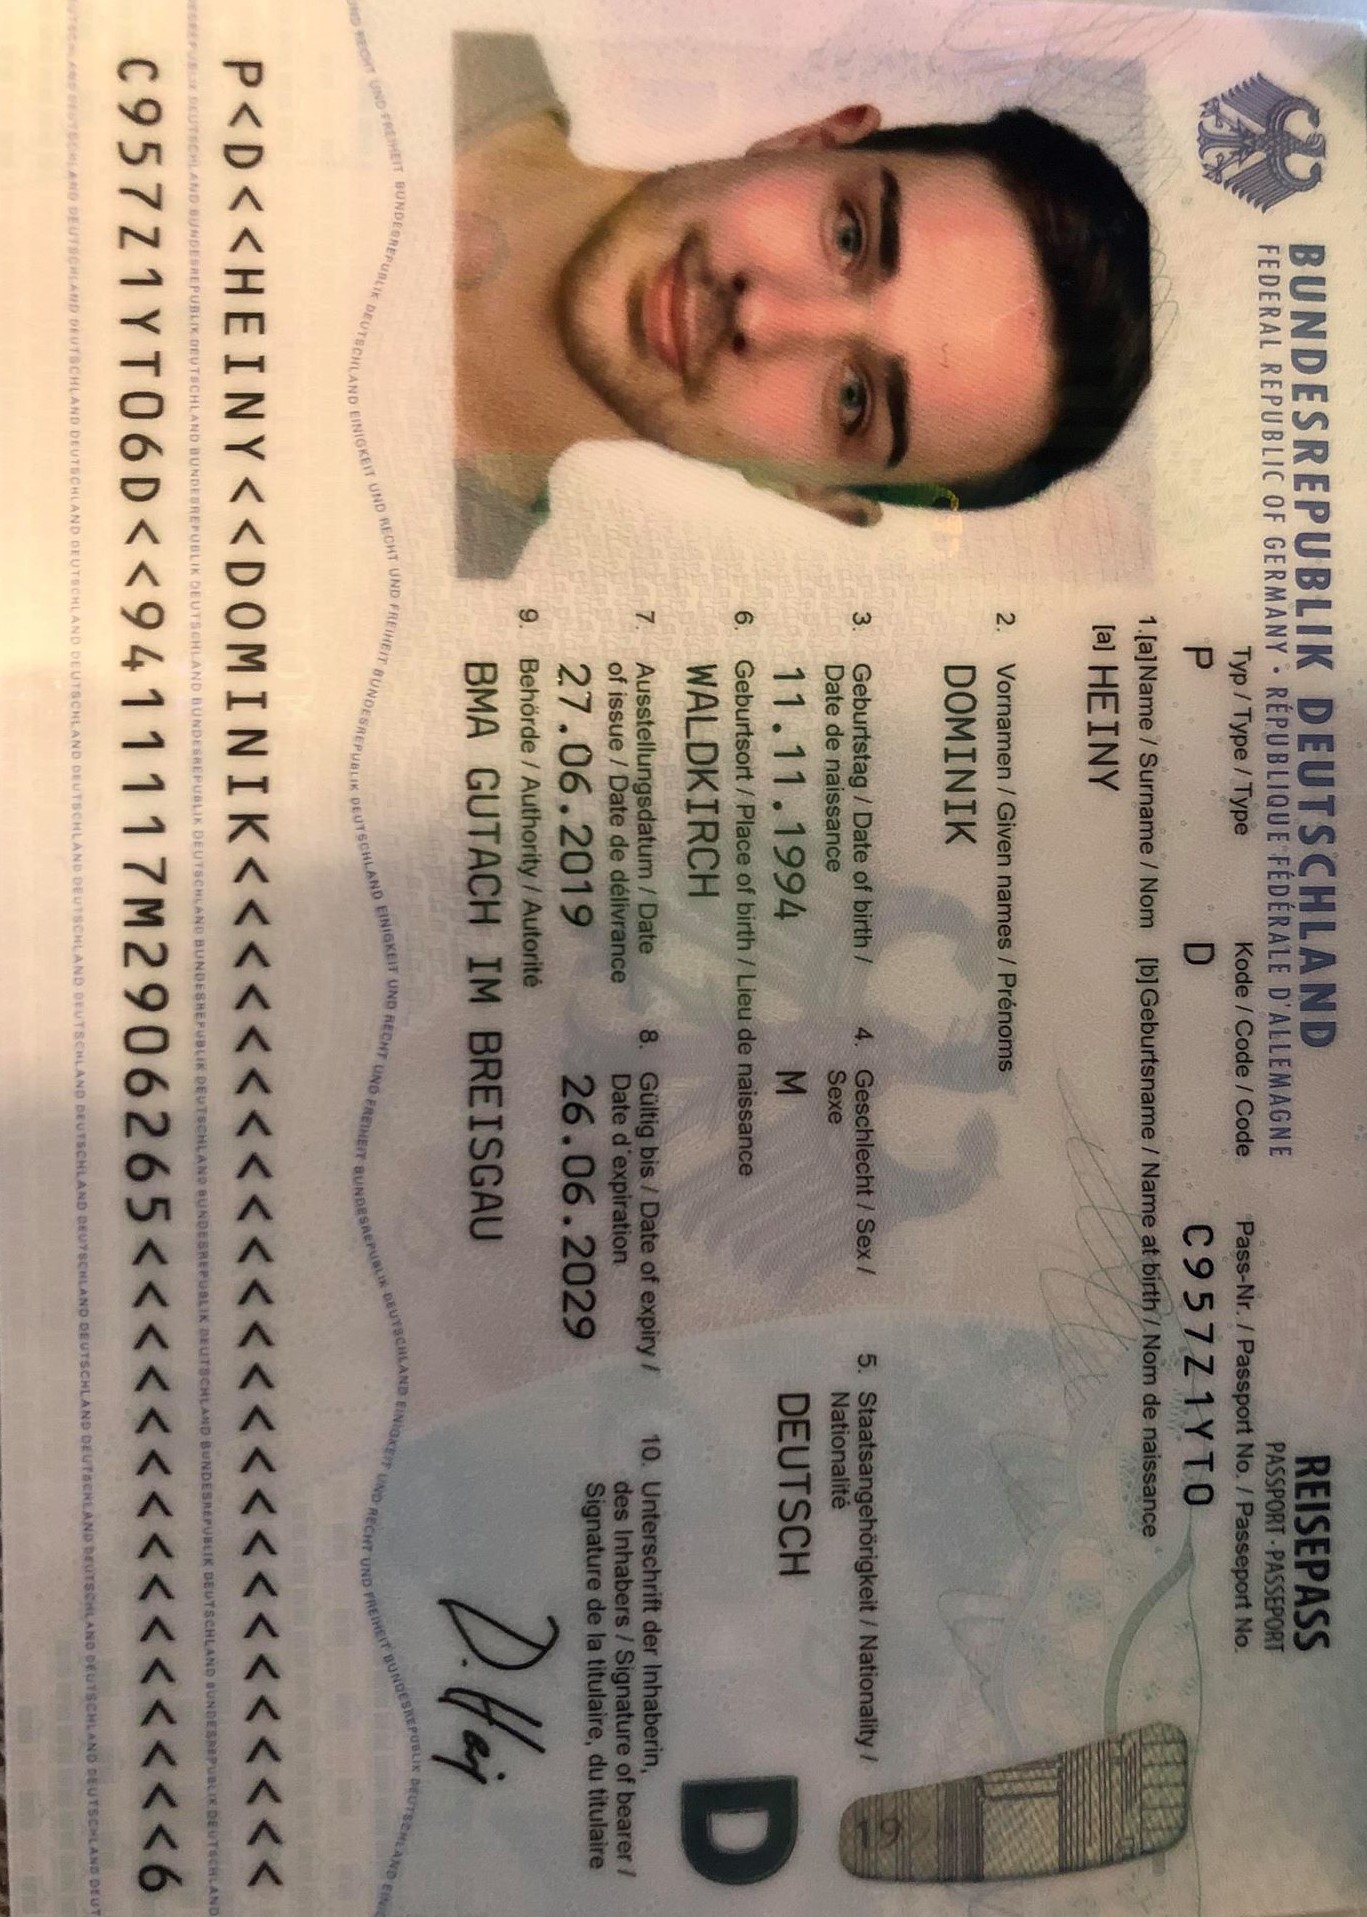 BUNDESREPUBLIK DEUTSCHLAND
FEDERAL REPUBLIC OF GERMANY · RÉPUBLIQUE FÉDÉRALE D'ALLEMAGNE
REISEPASS
PASSPORT · PASSEPORT
Typ / Type / Type Kode / Code / Code Pass-Nr. / Passport No. / Passeport No.
P D C957Z1YT0
1.[a] Name / Surname / Nom [b] Geburtsname / Name at birth / Nom de naissance
[a] HEINY
2. Vornamen / Given names / Prénoms
DOMINIK
3. Geburtstag / Date of birth / 4. Geschlecht / Sex / 5. Staatsangehörigkeit / Nationality /
Date de naissance Sexe Nationalité
11.11.1994 M DEUTSCH
D
6. Geburtsort / Place of birth / Lieu de naissance
WALDKIRCH
7. Ausstellungsdatum / Date 8. Gültig bis / Date of expiry / 10. Unterschrift der Inhaberin,
of issue / Date de délivrance Date d´expiration des Inhabers / Signature of bearer /
Signature de la titulaire, du titulaire
27.06.2019 26.06.2029
9. Behörde / Authority / Autorité
BMA GUTACH IM BREISGAU
D. Heiny
UND RECHT UND FREIHEIT BUNDESREPUBLIK DEUTSCHLAND EINIGKEIT UND RECHT UND FREIHEIT BUNDESREPUBLIK DEUTSCHLAND EINIGKEIT UND RECHT UND FREIHEIT BUNDESREPUBLIK DEUTSCHLAND EINIGKEIT UND RECHT UND FREIHEIT BUNDESREPUBLIK DEUTSCHLAND
P<D<<HEINY<<DOMINIK<<<<<<<<<<<<<<<<<<<<<<<<<
BUNDESREPUBLIK DEUTSCHLAND BUNDESREPUBLIK DEUTSCHLAND BUNDESREPUBLIK DEUTSCHLAND BUNDESREPUBLIK DEUTSCHLAND BUNDESREPUBLIK DEUTSCHLAND BUNDESREPUBLIK DEUTSCHLAND BUNDESREPUBLIK DEUTSCHLAND
C957Z1YT06D<<9411117M2906265<<<<<<<<<<<<<<<6
DEUTSCHLAND DEUTSCHLAND DEUTSCHLAND DEUTSCHLAND DEUTSCHLAND DEUTSCHLAND DEUTSCHLAND DEUTSCHLAND DEUTSCHLAND DEUTSCHLAND DEUTSCHLAND DEUTSCHLAND DEUTSCHLAND DEUTSCHLAND DEUTSCHLAND DEUTSCHLAND